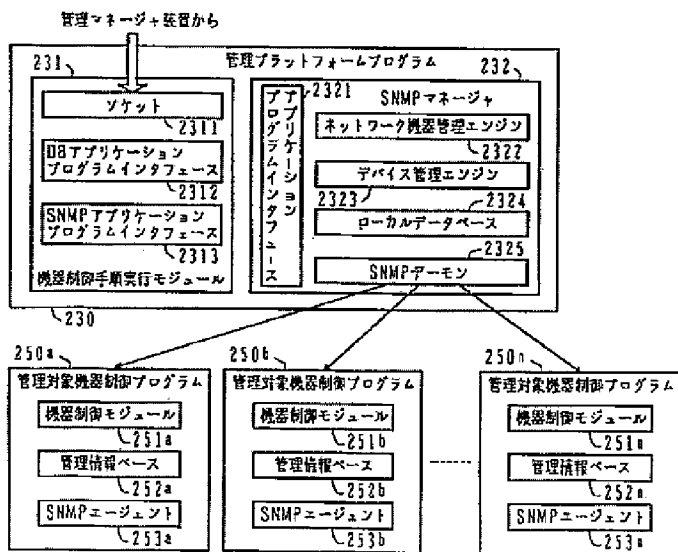 管理マネージャ装置から
管理プラットフォームプログラム
231
232
ソケット
2311
DBアプリケーション
プログラムインタフェース
2312
SNMPアプリケーション
プログラムインタフェース
2313
機器制御手順実行モジュール
アプリケーション
プログラムインタフェース
2321
SNMPマネージャ
ネットワーク機器管理エンジン
2322
デバイス管理エンジン
2323
2324
ローカルデータベース
2325
SNMPデーモン
230
250a
管理対象機器制御プログラム
機器制御モジュール
251a
管理情報ベース
252a
SNMPエージェント
253a
250b
管理対象機器制御プログラム
機器制御モジュール
251b
管理情報ベース
252b
SNMPエージェント
253b
250n
管理対象機器制御プログラム
機器制御モジュール
251n
管理情報ベース
252n
SNMPエージェント
253n